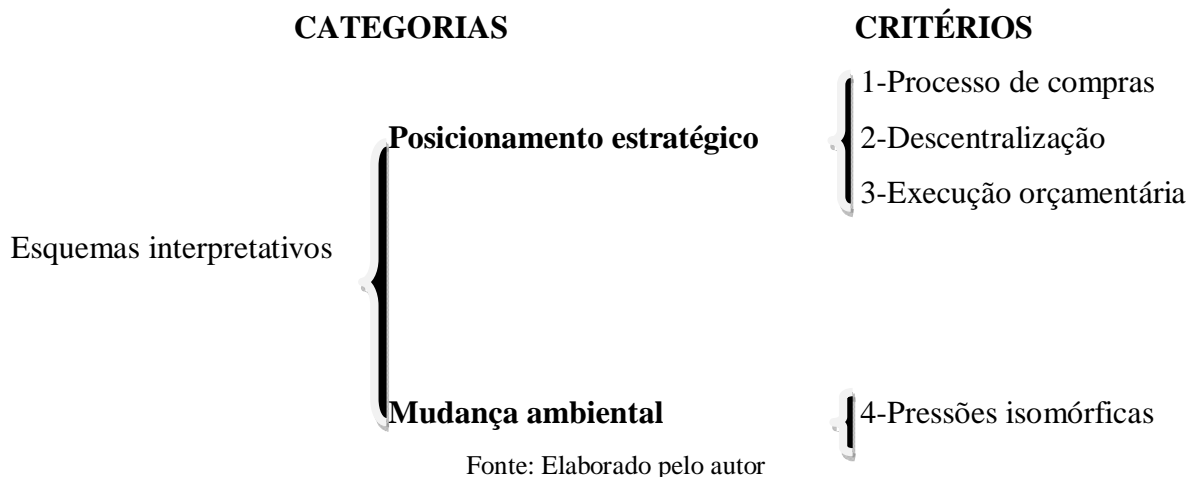 CATEGORIAS CRITÉRIOS
1-Processo de compras
Posicionamento estratégico 2-Descentralização
3-Execução orçamentária
Esquemas interpretativos
Mudança ambiental 4-Pressões isomórficas
Fonte: Elaborado pelo autor